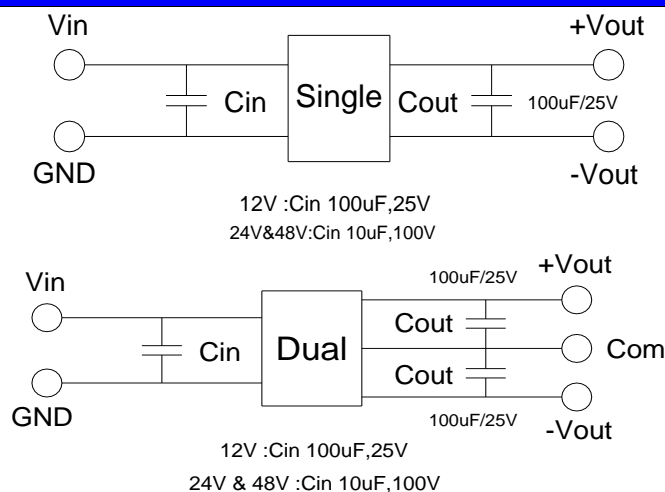 Vin +Vout
Cin Single Cout 100uF/25V
GND -Vout
12V :Cin 100uF,25V
24V&48V:Cin 10uF,100V
Vin 100uF/25V +Vout
Cout
Cin Dual Com
Cout
GND 100uF/25V -Vout
12V :Cin 100uF,25V
24V & 48V :Cin 10uF,100V